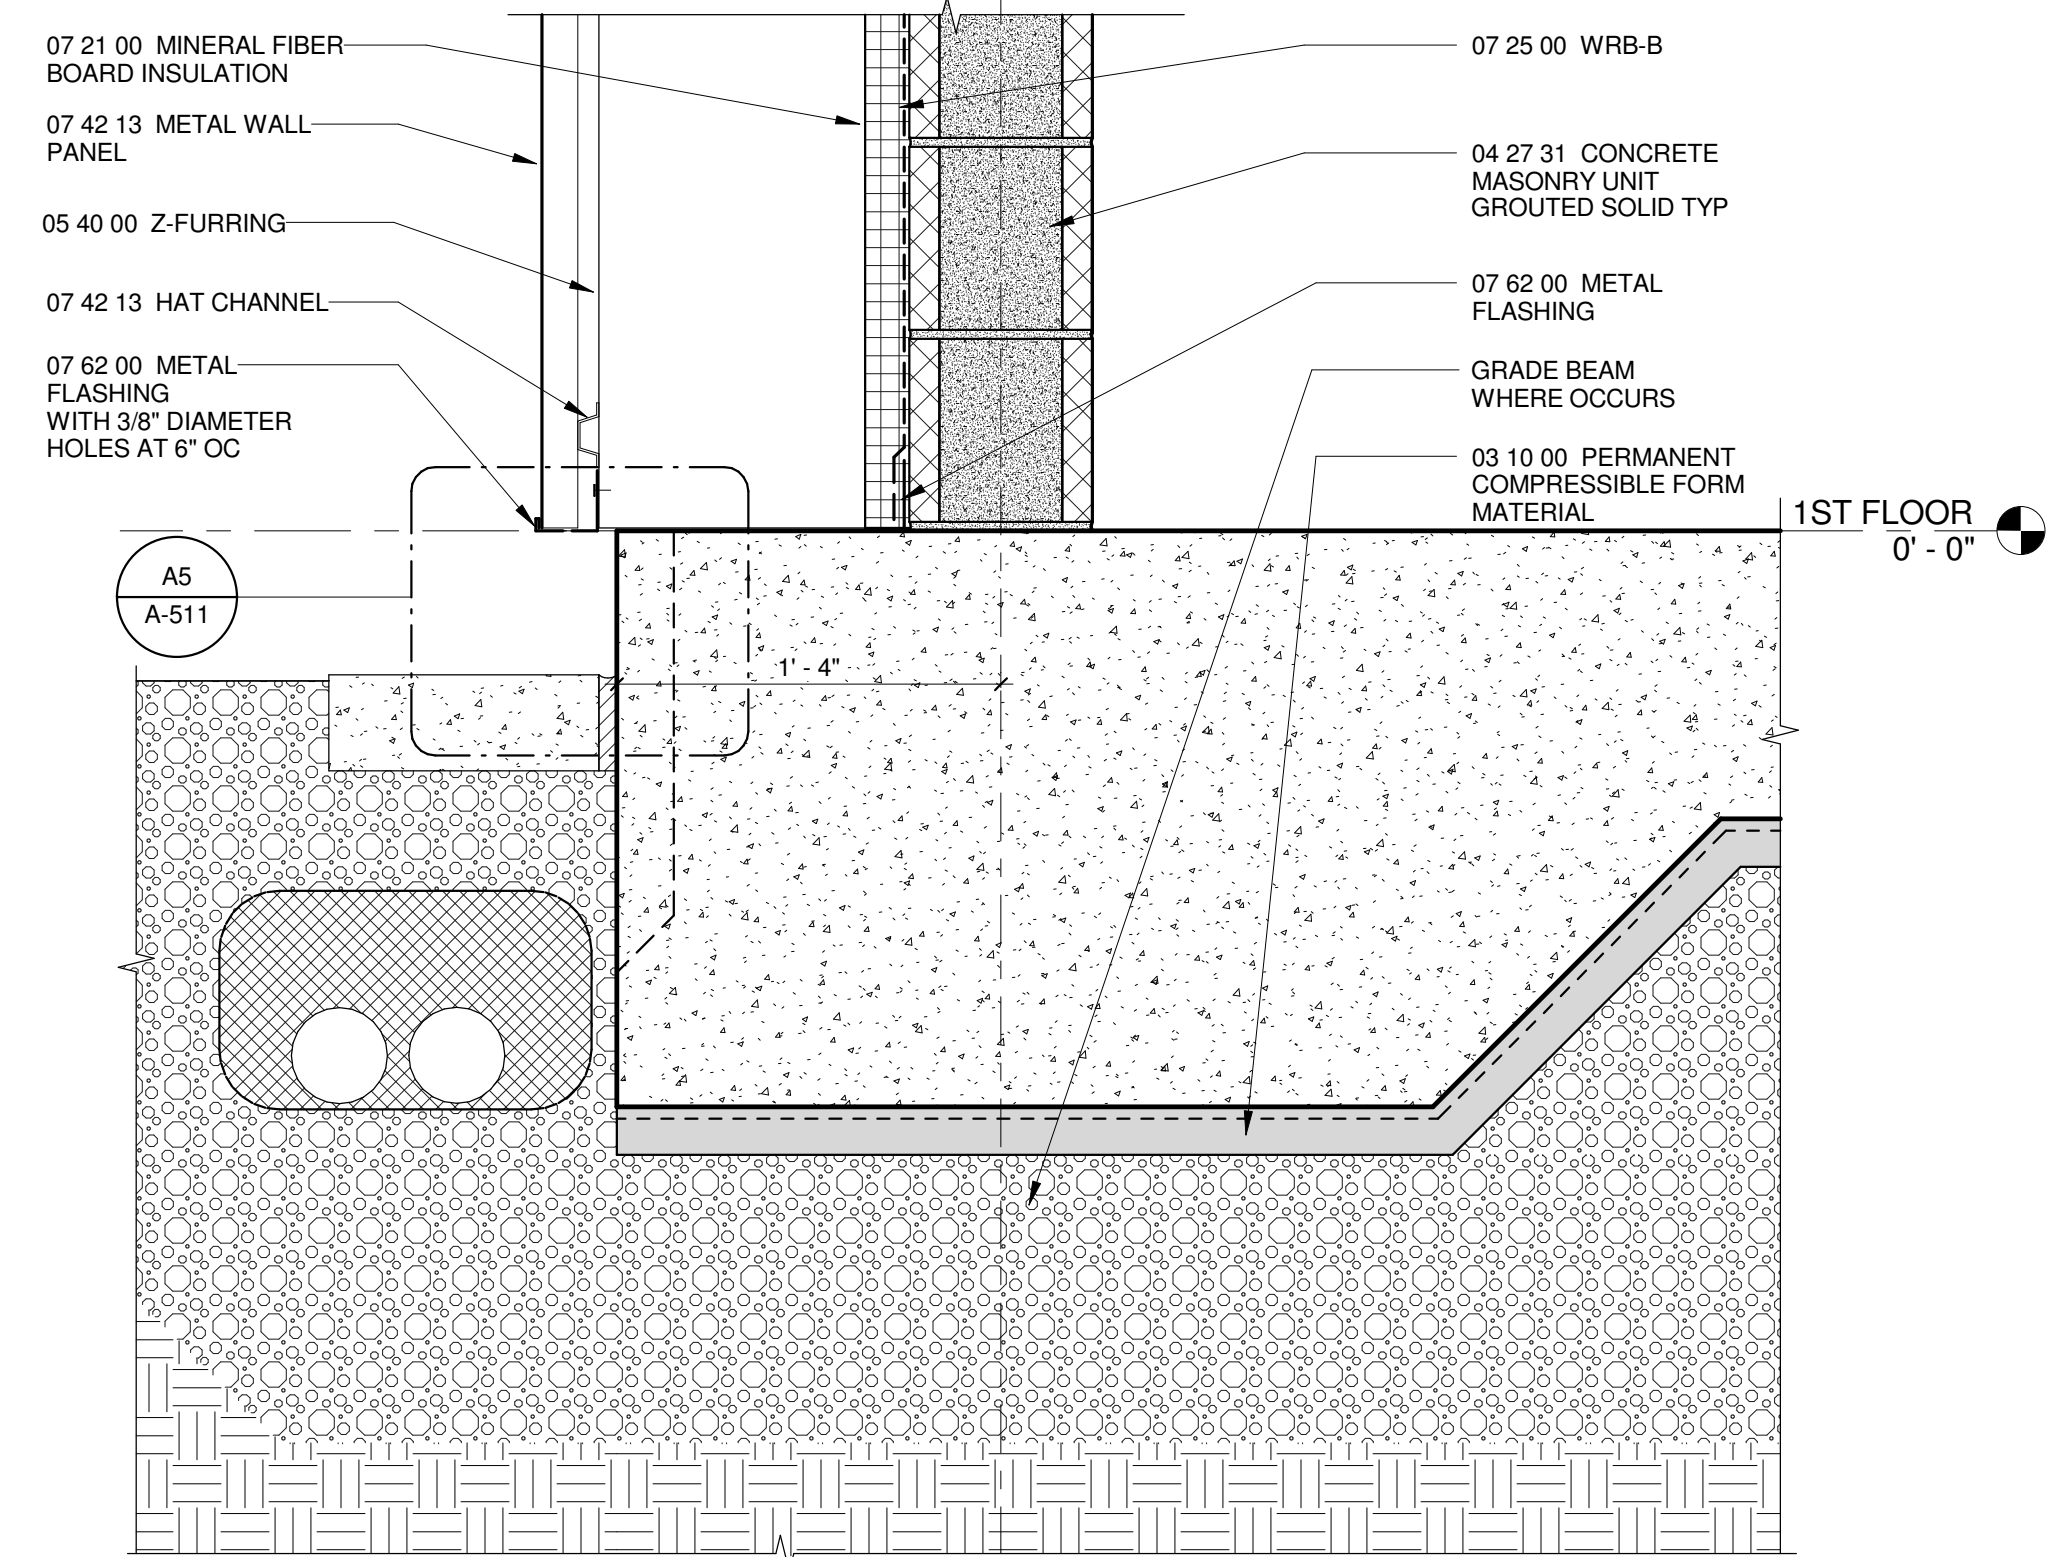 07 21 00 MINERAL FIBER
BOARD INSULATION
07 42 13 METAL WALL
PANEL
05 40 00 Z-FURRING
07 42 13 HAT CHANNEL
07 62 00 METAL
FLASHING
WITH 3/8" DIAMETER
HOLES AT 6" OC
A5
A-511
07 25 00 WRB-B
04 27 31 CONCRETE
MASONRY UNIT
GROUTED SOLID TYP
07 62 00 METAL
FLASHING
GRADE BEAM
WHERE OCCURS
03 10 00 PERMANENT
COMPRESSIBLE FORM
MATERIAL
1ST FLOOR
0' - 0"
1' - 4"